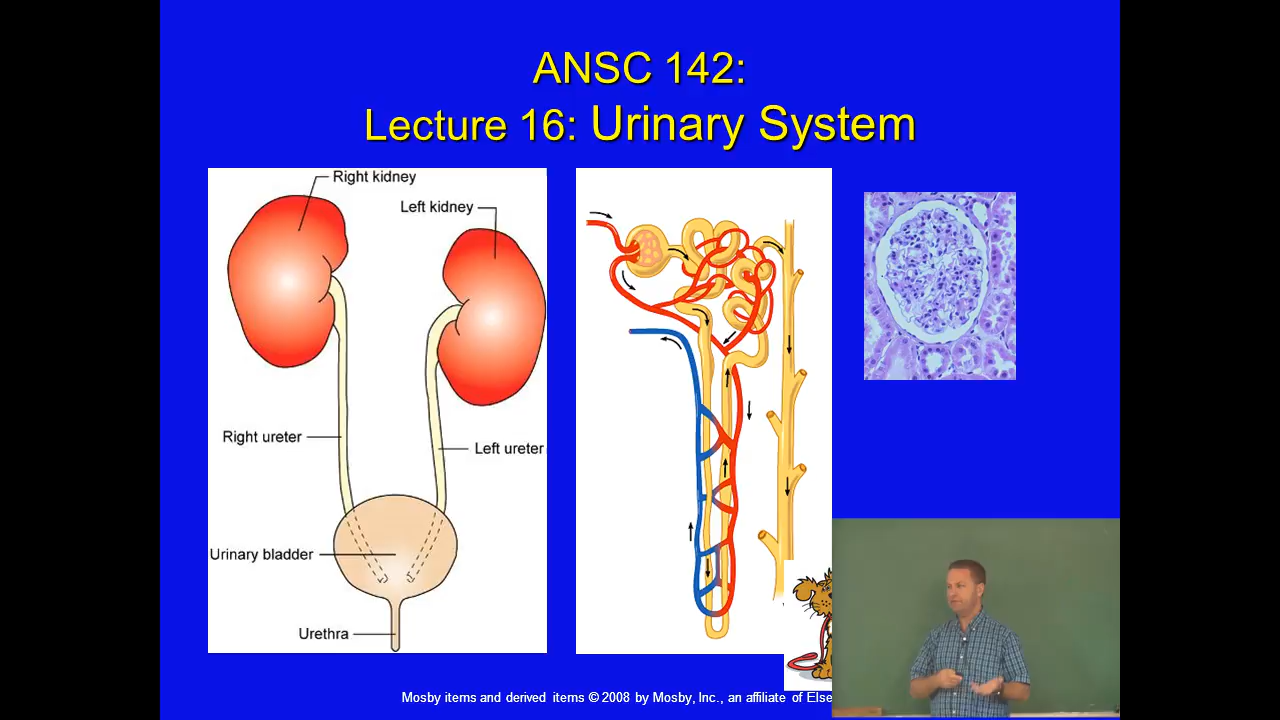 ANSC 142:
Lecture 16: Urinary System
Right kidney
Left kidney
Right ureter
Left ureter
Urinary bladder
Urethra
Mosby items and derived items © 2008 by Mosby, Inc., an affiliate of Else